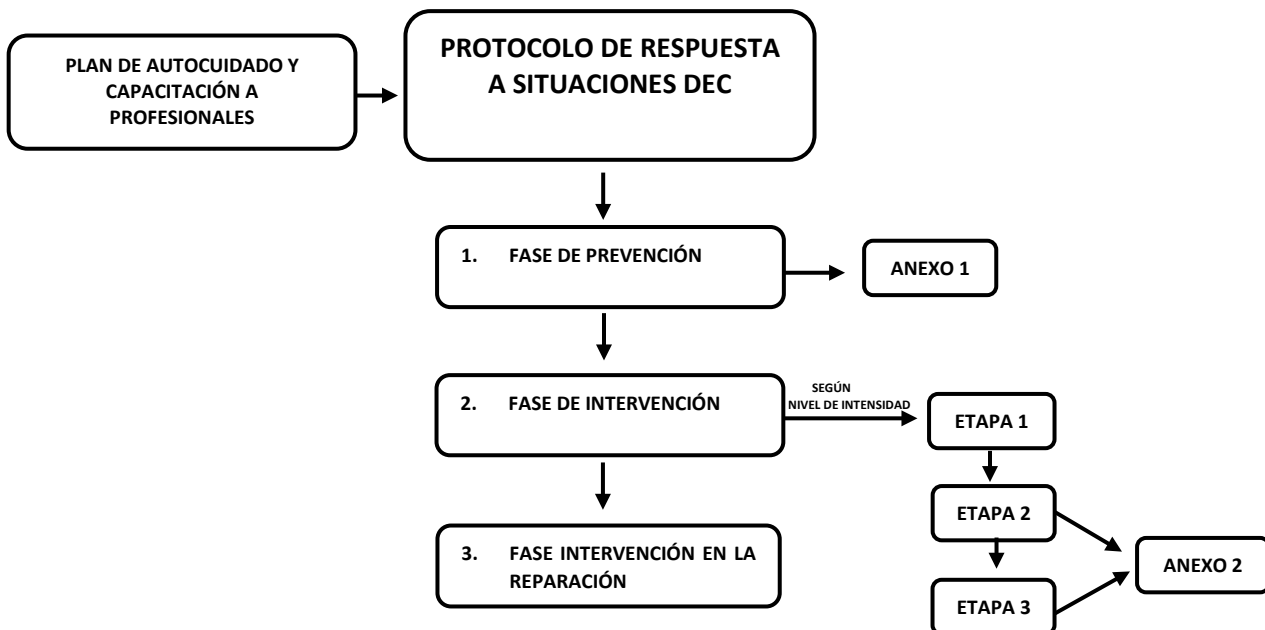 PROTOCOLO DE RESPUESTA
A SITUACIONES DEC
PLAN DE AUTOCUIDADO Y
CAPACITACIÓN A
PROFESIONALES
1. FASE DE PREVENCIÓN
ANEXO 1
2. FASE DE INTERVENCIÓN
SEGÚN
NIVEL DE INTENSIDAD
ETAPA 1
ETAPA 2
3. FASE INTERVENCIÓN EN LA
REPARACIÓN
ANEXO 2
ETAPA 3